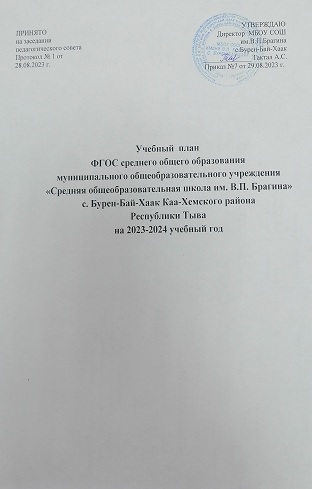 ПРИНЯТО
на заседании
педагогического совета
Протокол № 1 от
28.08.2023 г.
УТВЕРЖДАЮ
Директор МБОУ СОШ
им.В.П.Брагина
с.Бурен-Бай-Хаак
Тактал А.С.
Приказ №7 от 29.08.2023 г.
Учебный план
ФГОС среднего общего образования
муниципального общеобразовательного учреждения
«Средняя общеобразовательная школа им. В.П. Брагина»
с. Бурен-Бай-Хаак Каа-Хемского района
Республики Тыва
на 2023-2024 учебный год